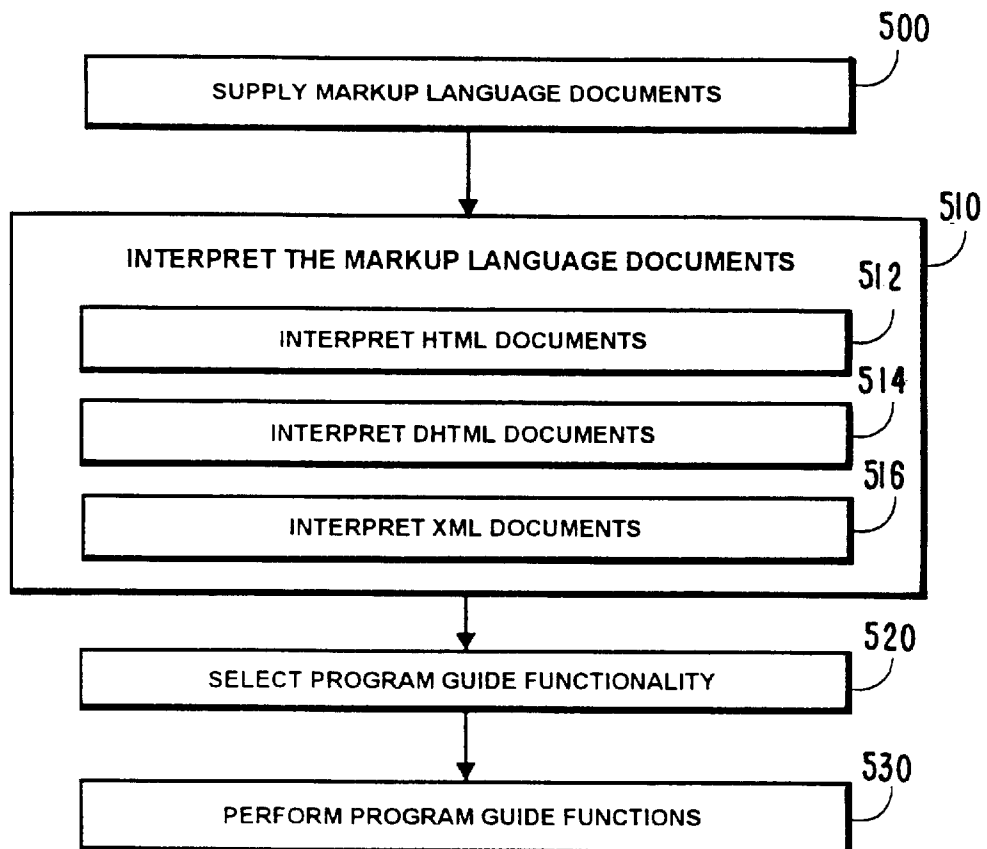 500
SUPPLY MARKUP LANGUAGE DOCUMENTS
510
INTERPRET THE MARKUP LANGUAGE DOCUMENTS
512
INTERPRET HTML DOCUMENTS
514
INTERPRET DHTML DOCUMENTS
516
INTERPRET XML DOCUMENTS
520
SELECT PROGRAM GUIDE FUNCTIONALITY
530
PERFORM PROGRAM GUIDE FUNCTIONS